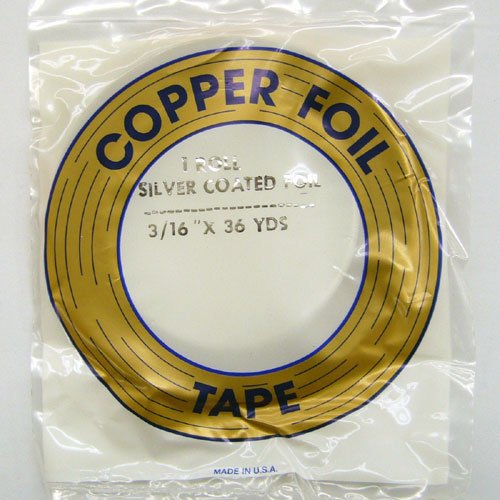 COPPER FOIL
1 ROLL
SILVER COATED FOIL
3/16 " X 36 YDS
TAPE
MADE IN U.S.A.